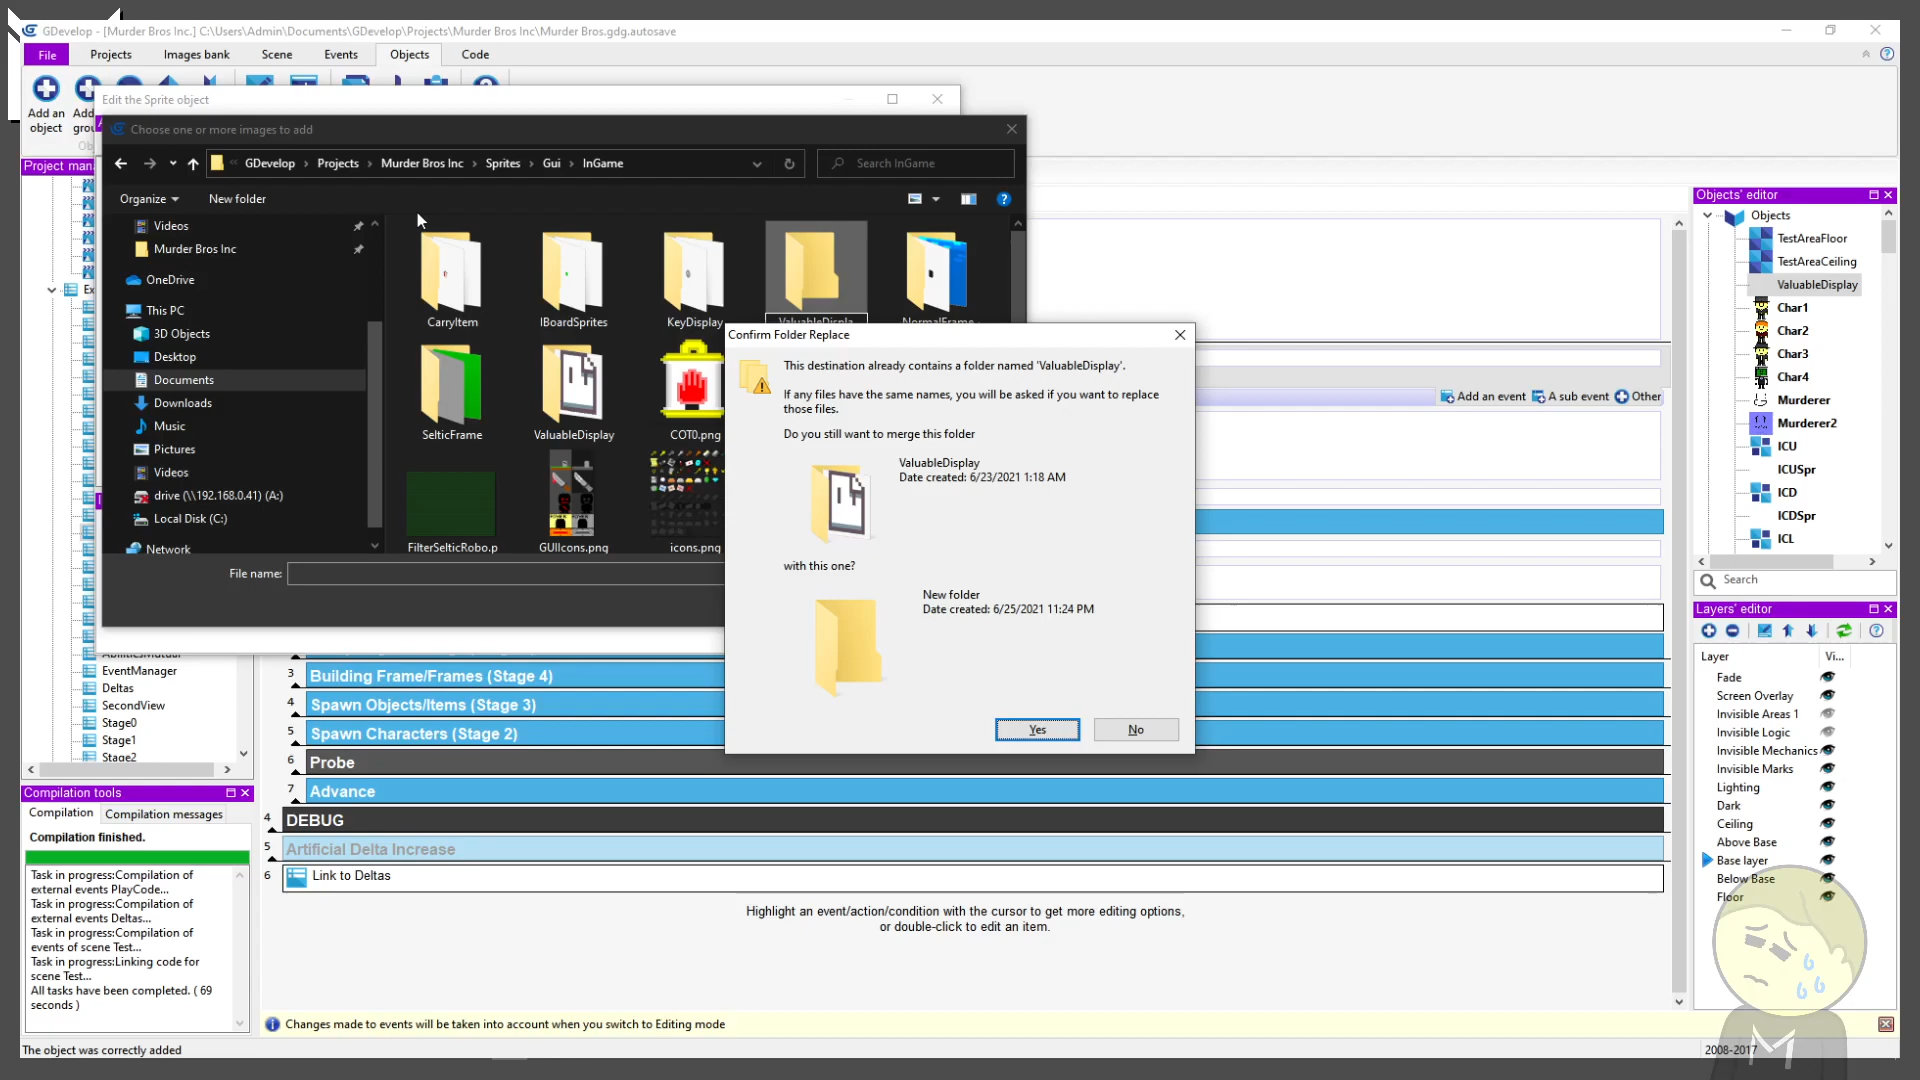 GDevelop - [Murder Bros Inc.] C:\Users\Admin\Documents\GDevelop\Projects\Murder Bros Inc\Murder Bros.gdg.autosave
File
Projects
Images bank
Scene
Events
Objects
Code
Add an
object
Add
grou
Edit the Sprite object
Choose one or more images to add
GDevelop
Projects
Murder Bros Inc
Sprites
Gui
InGame
Search InGame
Organize
New folder
Project man
Videos
Murder Bros Inc
OneDrive
This PC
3D Objects
Desktop
Documents
Downloads
Music
Pictures
Videos
drive (\\192.168.0.41) (A:)
Local Disk (C:)
Network
CarryItem
IBoardSprites
KeyDisplay
ValuableDispla
NormalFrame
SelticFrame
ValuableDisplay
COT0.png
FilterSelticRobo.p
GUIIcons.png
icons.png
File name:
Confirm Folder Replace
This destination already contains a folder named 'ValuableDisplay'.
If any files have the same names, you will be asked if you want to replace
those files.
Do you still want to merge this folder
ValuableDisplay
Date created: 6/23/2021 1:18 AM
with this one?
New folder
Date created: 6/25/2021 11:24 PM
Yes
No
Add an event
A sub event
Other
Ex
AbilitiesMutual
EventManager
Deltas
SecondView
Stage0
Stage1
Stage2
3 Building Frame/Frames (Stage 4)
4 Spawn Objects/Items (Stage 3)
5 Spawn Characters (Stage 2)
6 Probe
7 Advance
4 DEBUG
5 Artificial Delta Increase
6 Link to Deltas
Highlight an event/action/condition with the cursor to get more editing options,
or double-click to edit an item.
Compilation tools
Compilation
Compilation messages
Compilation finished.
Task in progress:Compilation of
external events PlayCode...
Task in progress:Compilation of
external events Deltas...
Task in progress:Compilation of
events of scene Test...
Task in progress:Linking code for
scene Test...
All tasks have been completed. ( 69
seconds )
Changes made to events will be taken into account when you switch to Editing mode
The object was correctly added
2008-2017
Objects' editor
Objects
TestAreaFloor
TestAreaCeiling
ValuableDisplay
Char1
Char2
Char3
Char4
Murderer
Murderer2
ICU
ICUSpr
ICD
ICDSpr
ICL
Search
Layers' editor
Layer
Vi...
Fade
Screen Overlay
Invisible Areas 1
Invisible Logic
Invisible Mechanics
Invisible Marks
Lighting
Dark
Ceiling
Above Base
Base layer
Below Base
Floor